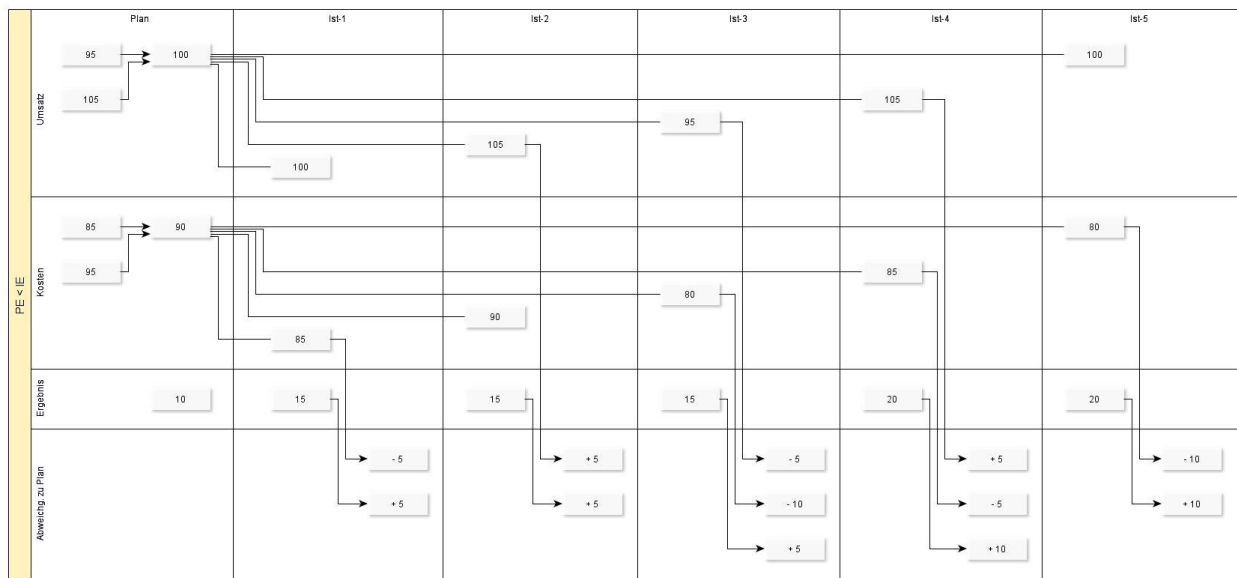 Plan Ist-1 Ist-2 Ist-3 Ist-4 Ist-5
PE < IE
Umsatz
95 100 100
105 105
95
105
100
Kosten
85 90 80
95 85
80
90
85
Ergebnis
10 15 15 15 20 20
Abweichg. zu Plan
- 5 + 5 - 5 + 5 - 10
+ 5 + 5 - 10 - 5 + 10
+ 5 + 10